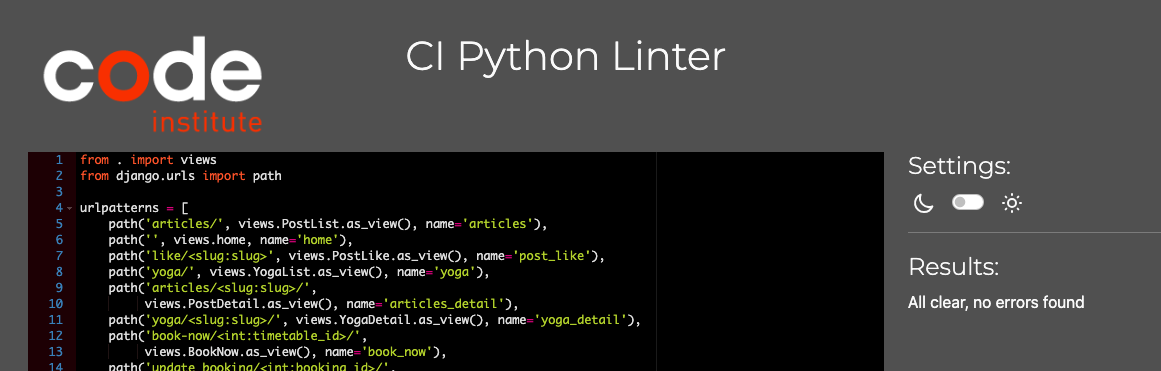 code
institute
CI Python Linter
1 from . import views
2 from django.urls import path
3
4 urlpatterns = [
5 path('articles/', views.PostList.as_view(), name='articles'),
6 path('', views.home, name='home'),
7 path('like/<slug:slug>', views.PostLike.as_view(), name='post_like'),
8 path('yoga/', views.YogaList.as_view(), name='yoga'),
9 path('articles/<slug:slug>/',
10 views.PostDetail.as_view(), name='articles_detail'),
11 path('yoga/<slug:slug>/', views.YogaDetail.as_view(), name='yoga_detail'),
12 path('book-now/<int:timetable_id>/',
13 views.BookNow.as_view(), name='book_now'),
14 path('update_booking/<int:booking_id>/',
Settings:
Results:
All clear, no errors found